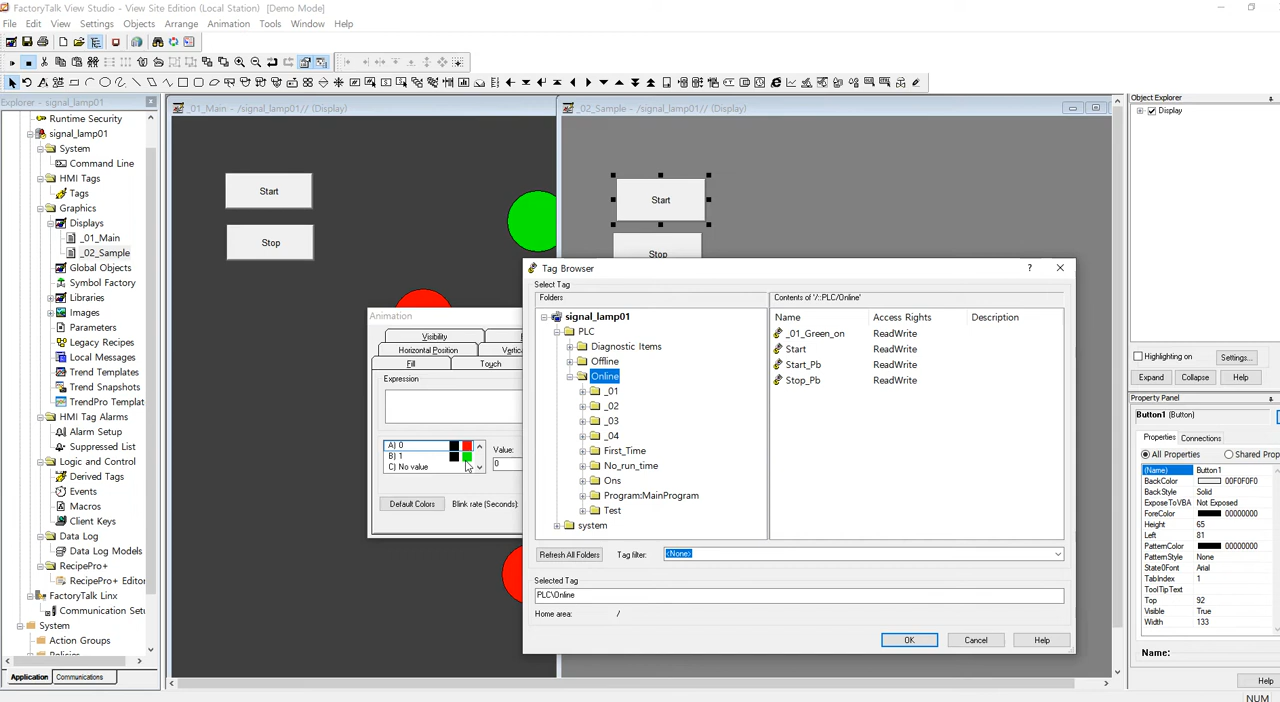 FactoryTalk View Studio - View Site Edition (Local Station)    [Demo Mode]
File Edit View Settings Objects Arrange Animation Tools Window Help
Explorer - signal_lamp01
Runtime Security
signal_lamp01
System
Command Line
HMI Tags
Tags
Graphics
Displays
_01_Main
_02_Sample
Global Objects
Symbol Factory
Libraries
Images
Parameters
Legacy Recipes
Local Messages
Trend Templates
Trend Snapshots
TrendPro Templat
HMI Tag Alarms
Alarm Setup
Suppressed List
Logic and Control
Derived Tags
Events
Macros
Client Keys
Data Log
Data Log Models
RecipePro+
RecipePro+ Editor
FactoryTalk Linx
Communication Setu
System
Action Groups
Application Communications
_01_Main - /signal_lamp01// (Display)
Start
Stop
_02_Sample - /signal_lamp01// (Display)
Start
Stop
Animation
Visibility
Horizontal Position Vertic
Fill Touch
Expression
A) 0
B) 1
C) No value
Value:
0
Default Colors Blink rate (Seconds):
Tag Browser ?
Select Tag
Folders
signal_lamp01
PLC
Diagnostic Items
Offline
Online
_01
_02
_03
_04
First_Time
No_run_time
Ons
Program:MainProgram
Test
system
Contents of '/::PLC/Online'
Name Access Rights Description
_01_Green_on ReadWrite
Start ReadWrite
Start_Pb ReadWrite
Stop_Pb ReadWrite
Refresh All Folders Tag filter: <None>
Selected Tag
PLC\Online
Home area: /
OK Cancel Help
Object Explorer
Display
Highlighting on Settings...
Expand Collapse Help
Property Panel
Button1 (Button)
Properties Connections
All Properties Shared Prop
(Name) Button1
BackColor 00F0F0F0
BackStyle Solid
ExposeToVBA Not Exposed
ForeColor 00000000
Height 65
Left 81
PatternColor 00000000
PatternStyle None
State0Font Arial
TabIndex 1
ToolTipText
Top 92
Visible True
Width 133
Name:
Help
NUM